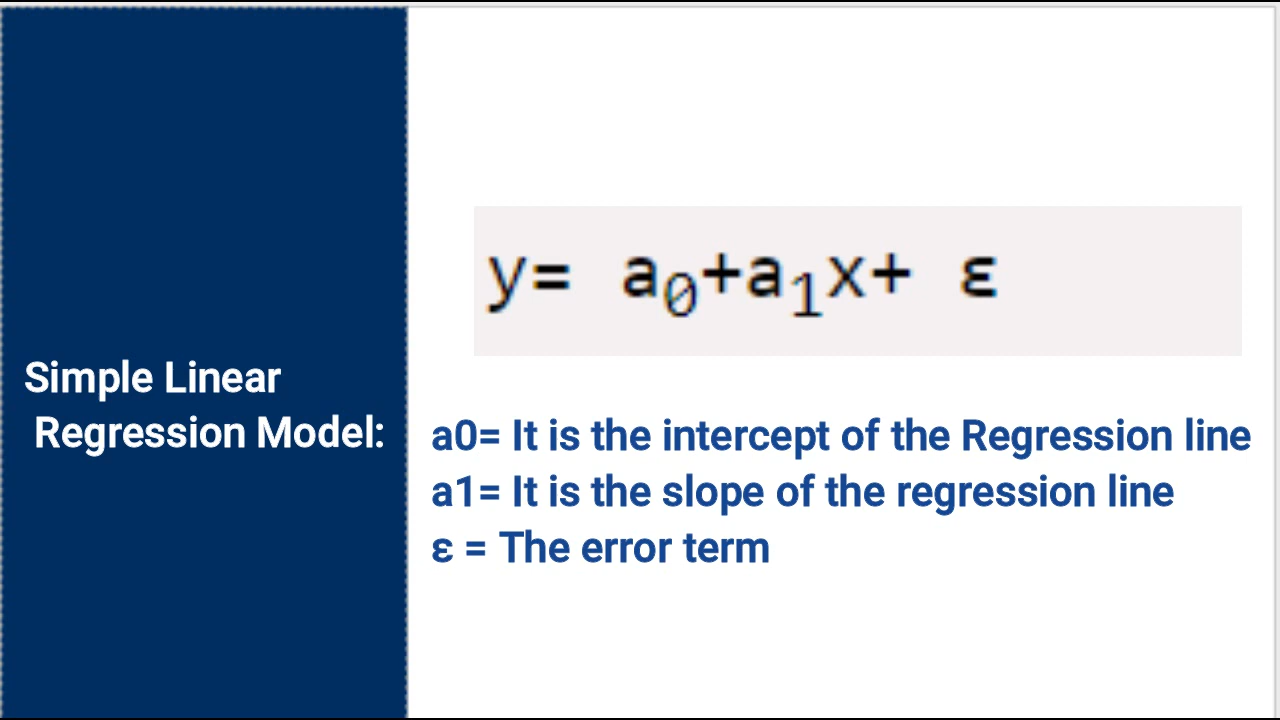 Simple Linear
Regression Model:
y= a₀+a₁x+ ε
a0= It is the intercept of the Regression line
a1= It is the slope of the regression line
ε = The error term